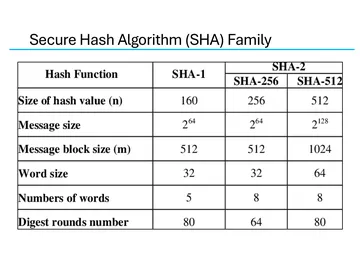 Secure Hash Algorithm (SHA) Family
Hash Function SHA-1 SHA-2
SHA-256 SHA-512
Size of hash value (n) 160 256 512
Message size 2^64 2^64 2^128
Message block size (m) 512 512 1024
Word size 32 32 64
Numbers of words 5 8 8
Digest rounds number 80 64 80